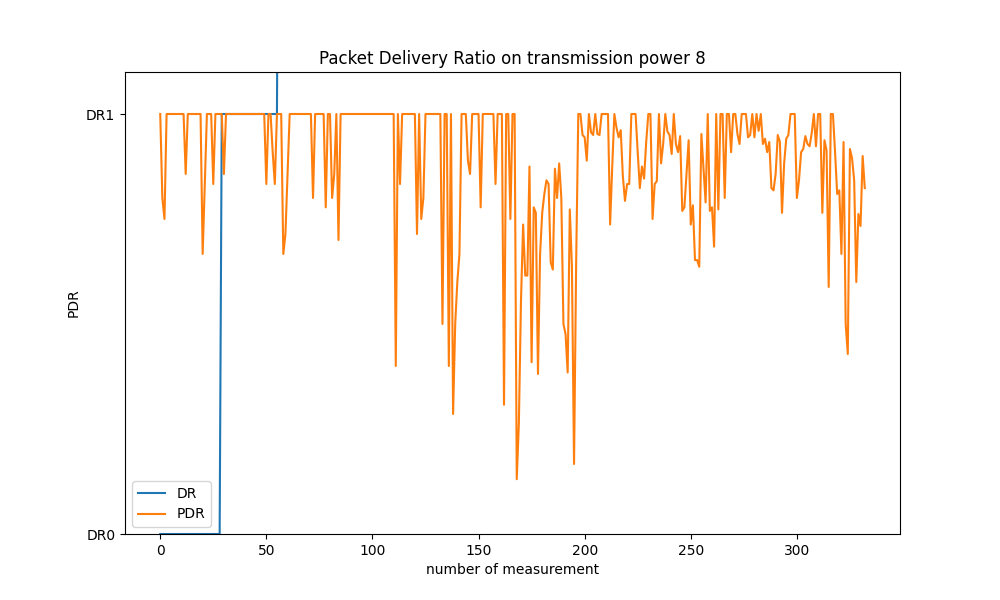 Packet Delivery Ratio on transmission power 8
DR1
PDR
DR0
DR
PDR
0 50 100 150 200 250 300
number of measurement